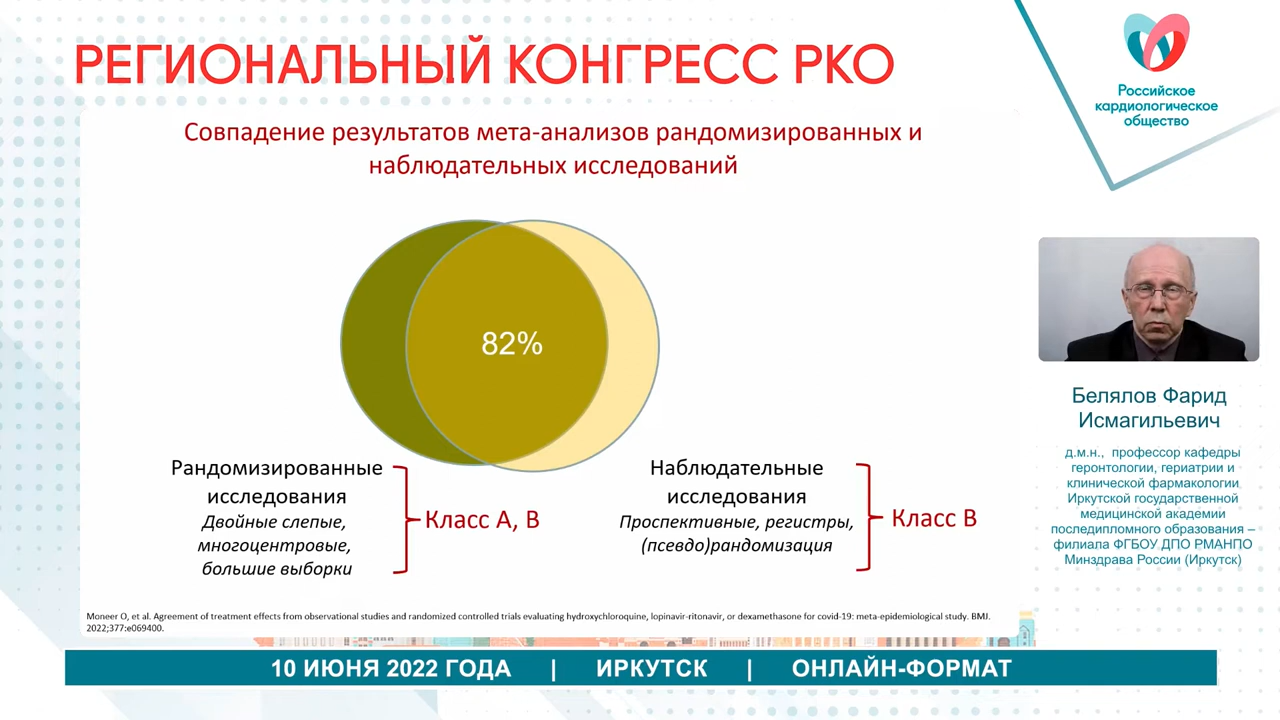 РЕГИОНАЛЬНЫЙ КОНГРЕСС РКО
Российское
кардиологическое
общество
Совпадение результатов мета-анализов рандомизированных и
наблюдательных исследований
82%
Рандомизированные
исследования
Двойные слепые,
многоцентровые,
большие выборки
Класс А, В
Наблюдательные
исследования
Проспективные, регистры,
(псевдо)рандомизация
Класс В
Moneer O, et al. Agreement of treatment effects from observational studies and randomized controlled trials evaluating hydroxychloroquine, lopinavir-ritonavir, or dexamethasone for covid-19: meta-epidemiological study. BMJ.
2022;377:e069400.
Белялов Фарид
Исмагильевич
д.м.н., профессор кафедры
геронтологии, гериатрии и
клинической фармакологии
Иркутской государственной
медицинской академии
последипломного образования –
филиала ФГБОУ ДПО РМАНПО
Минздрава России (Иркутск)
10 ИЮНЯ 2022 ГОДА | ИРКУТСК | ОНЛАЙН-ФОРМАТ